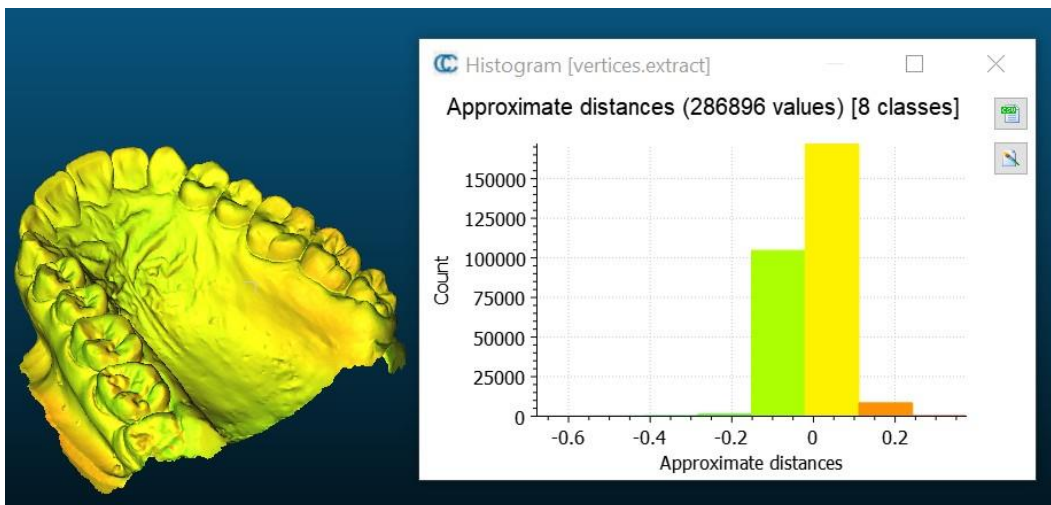 Histogram [vertices.extract]
Approximate distances (286896 values) [8 classes]
150000
125000
100000
75000
50000
25000
0
Count
-0.6 -0.4 -0.2 0 0.2
Approximate distances